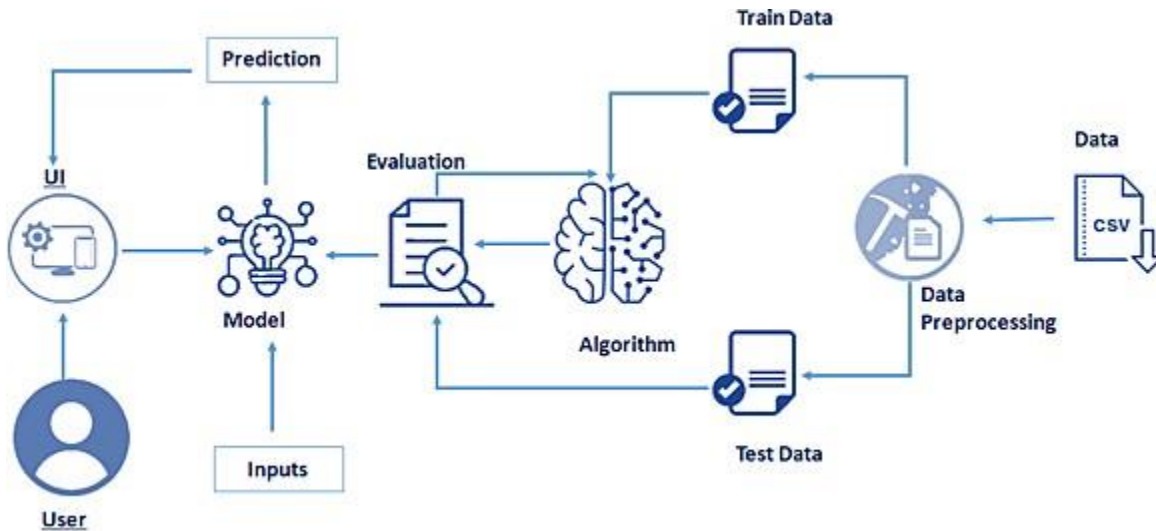 Train Data
Prediction
Data
Evaluation
UI
CSV
Model
Data
Preprocessing
Algorithm
Test Data
Inputs
User